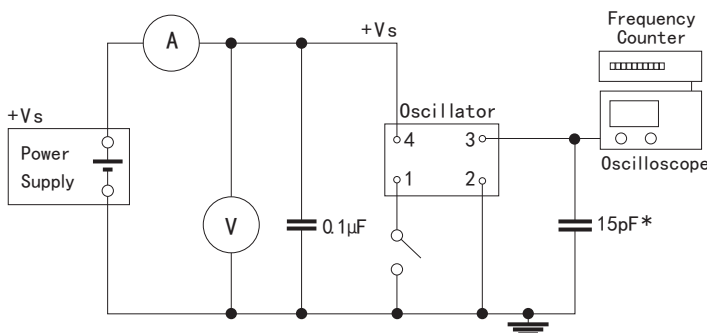 Frequency
Counter
A
+Vs
Oscillator
+Vs
4
3
Power
Supply
Oscilloscope
1
2
V
0.1μF
15pF*